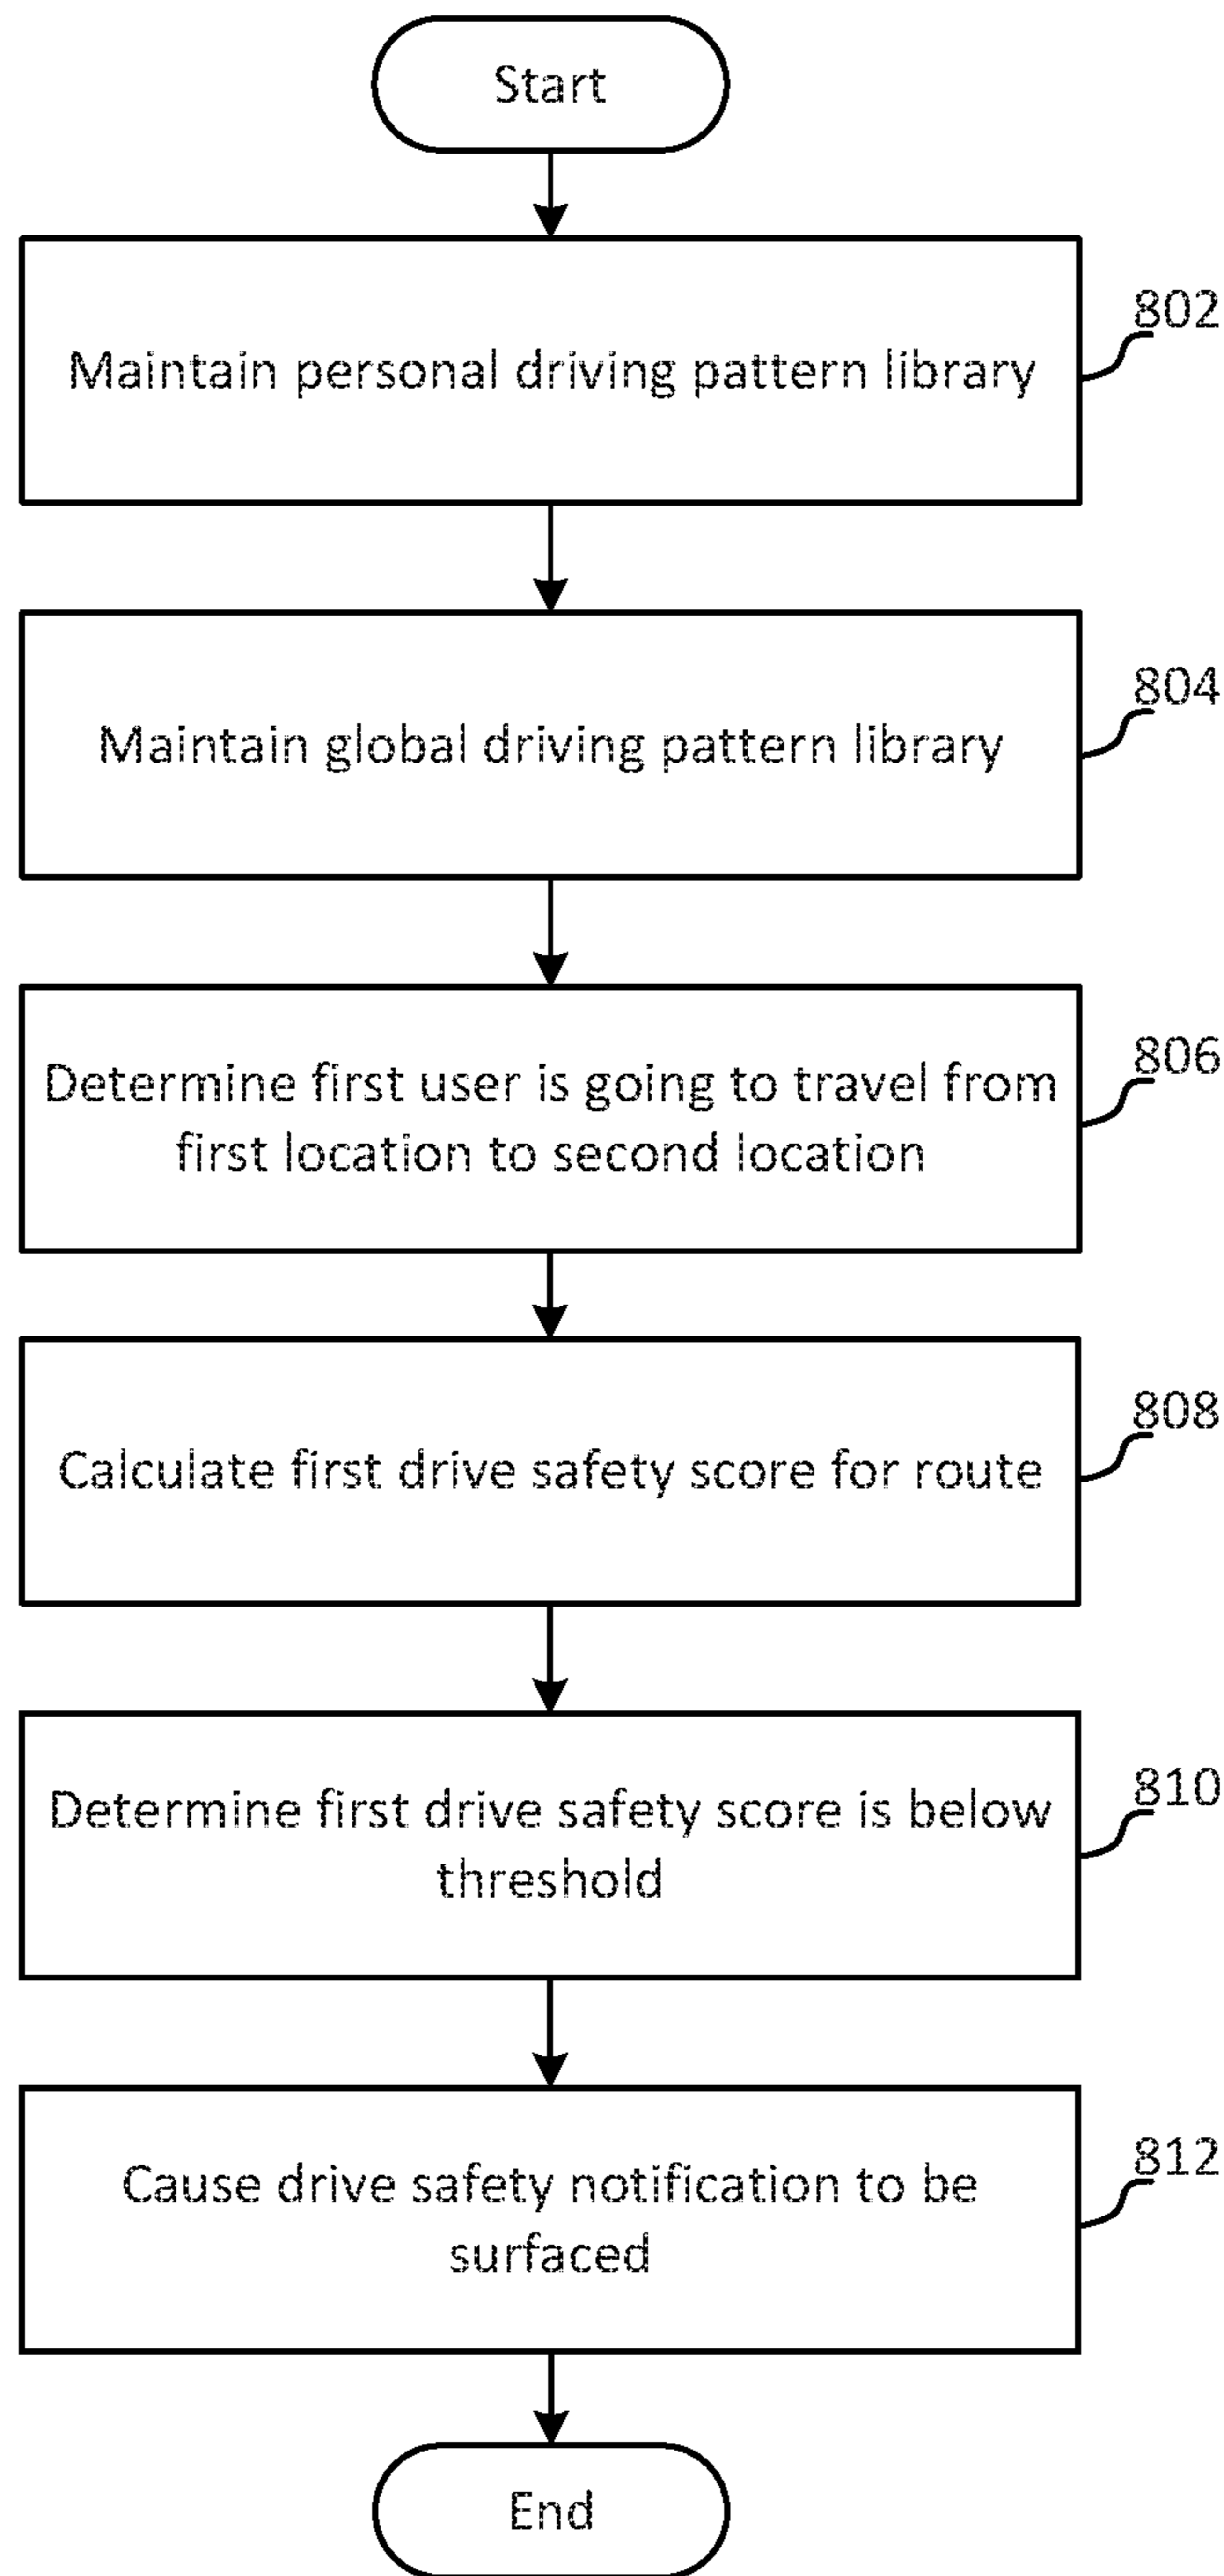 Start
802
Maintain personal driving pattern library
804
Maintain global driving pattern library
806
Determine first user is going to travel from
first location to second location
808
Calculate first drive safety score for route
810
Determine first drive safety score is below
threshold
812
Cause drive safety notification to be
surfaced
End